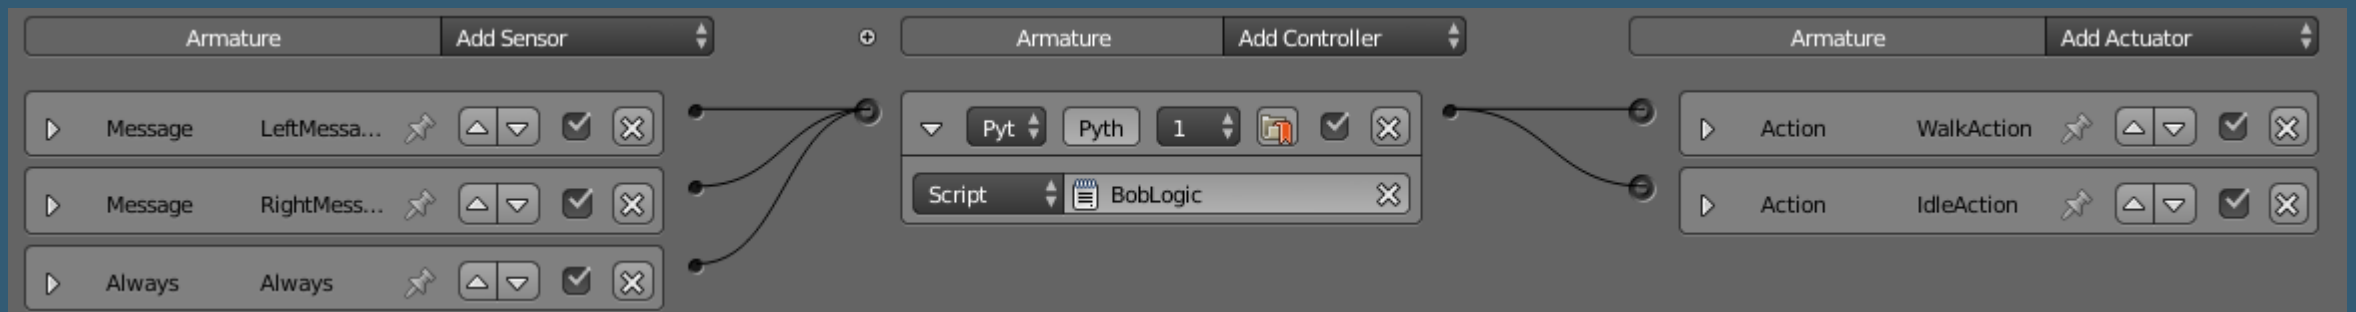 Armature Add Sensor Armature Add Controller Armature Add Actuator
Message LeftMessa... Pyt Pyth 1 Action WalkAction
Message RightMess... Script BobLogic Action IdleAction
Always Always